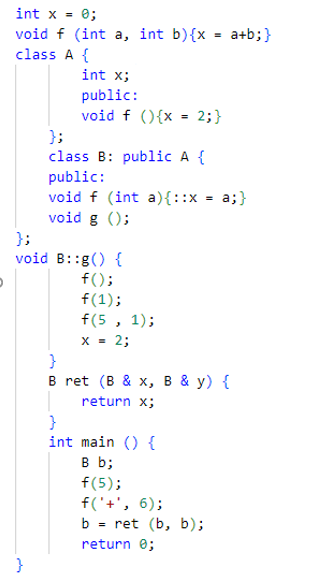 int x = 0;
void f (int a, int b){x = a+b;}
class A {
int x;
public:
void f (){x = 2;}
};
class B: public A {
public:
void f (int a){::x = a;}
void g ();
};
void B::g() {
f();
f(1);
f(5 , 1);
x = 2;
}
B ret (B & x, B & y) {
return x;
}
int main () {
B b;
f(5);
f('+', 6);
b = ret (b, b);
return 0;
}